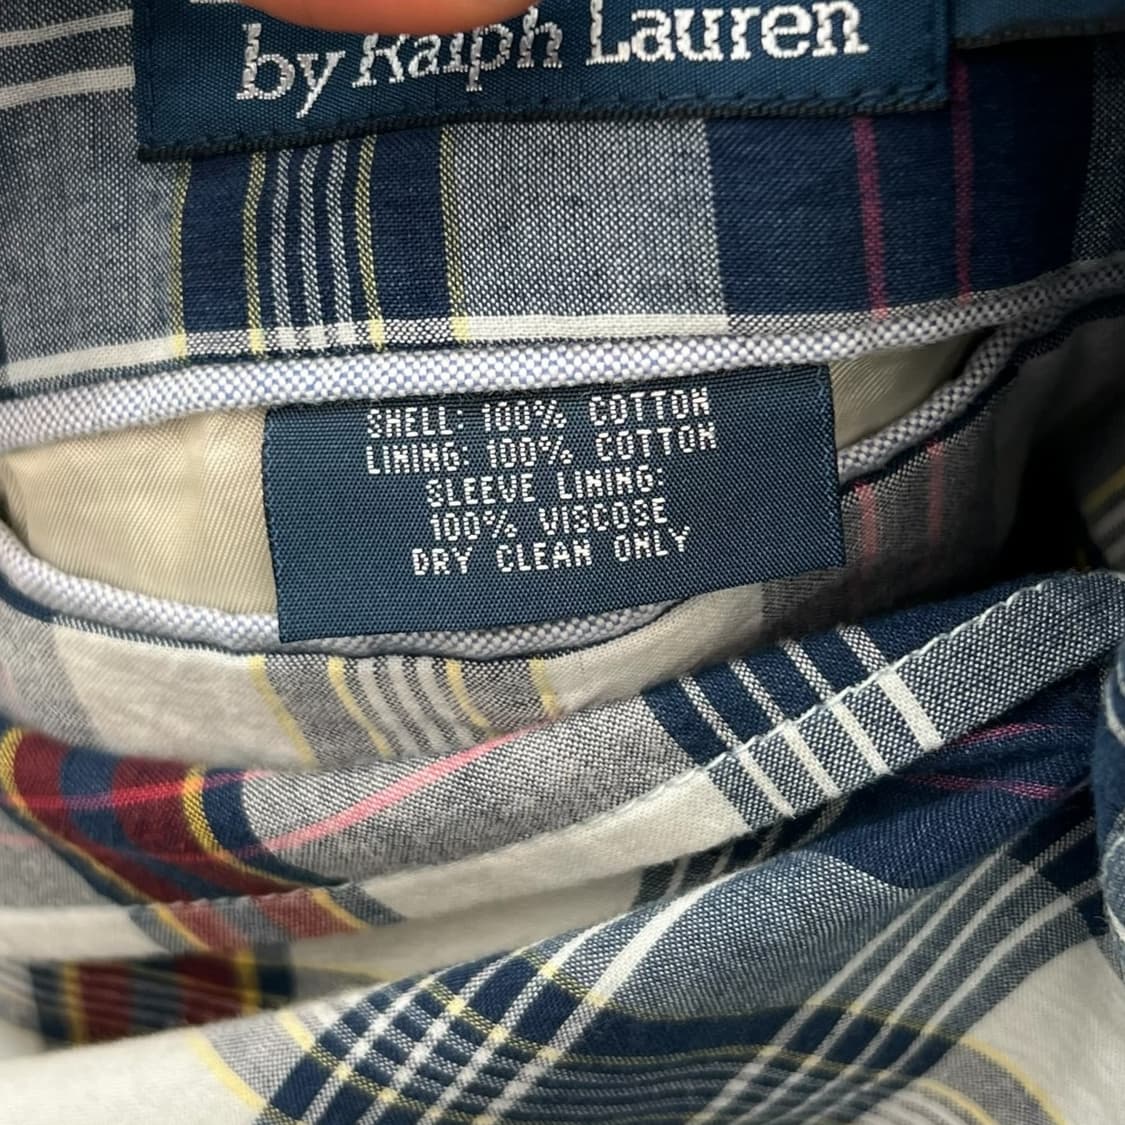 by Ralph Lauren
SHELL: 100% COTTON
LINING: 100% COTTON
SLEEVE LINING:
100% VISCOSE
DRY CLEAN ONLY